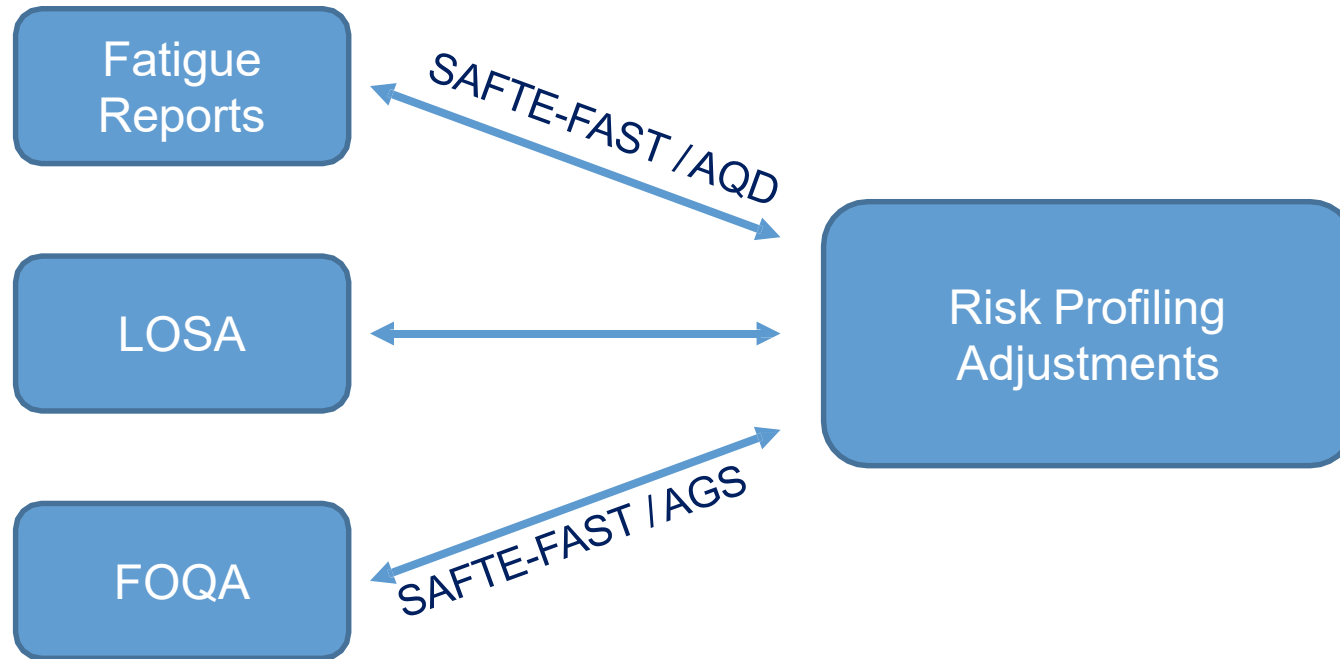 Fatigue
Reports
SAFTE-FAST / AQD
LOSA
Risk Profiling
Adjustments
FOQA
SAFTE-FAST / AGS